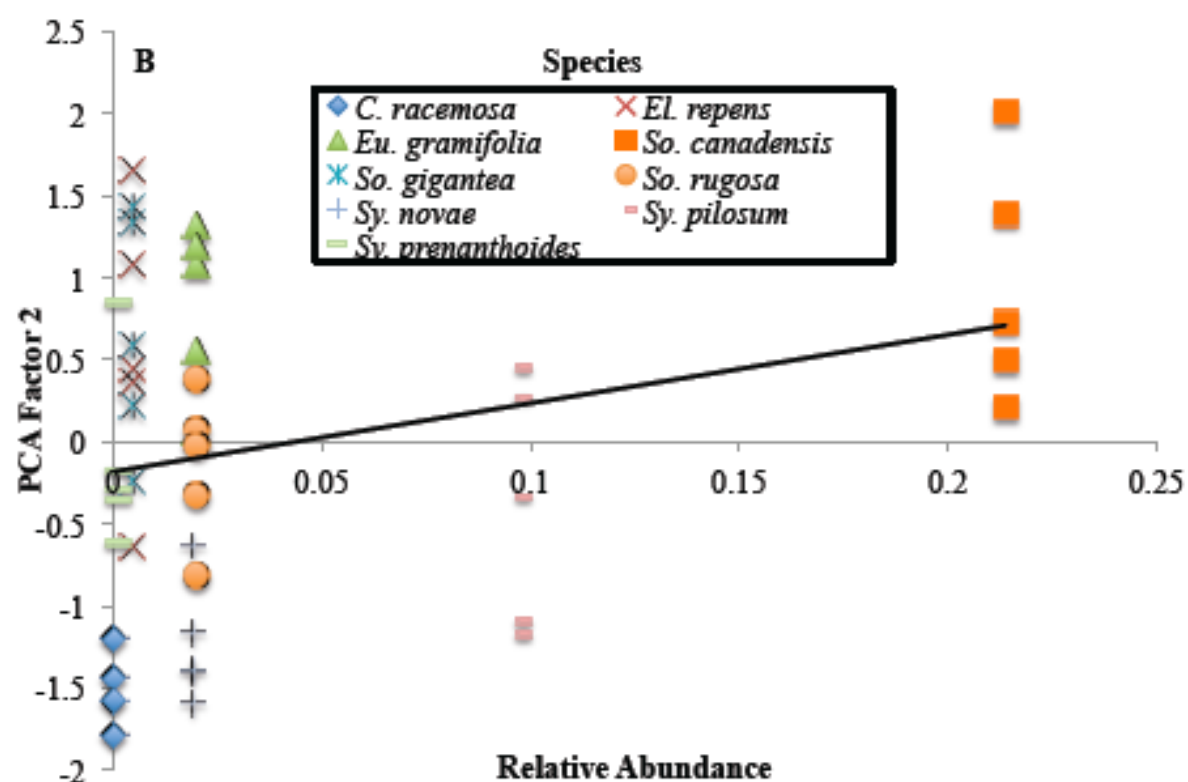 2.5
B
Species
C. racemosa
El. repens
Eu. gramifolia
So. canadensis
So. gigantea
So. rugosa
Sy. novae
Sy. pilosum
Sy. prenanthoides
2
1.5
1
0.5
0
-0.5
-1
-1.5
-2
PCA Factor 2
0
0.05
0.1
0.15
0.2
0.25
Relative Abundance